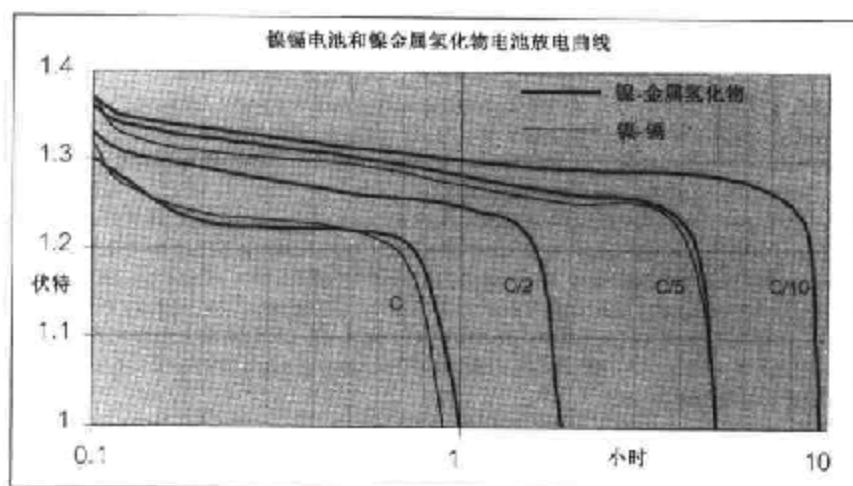 镍镉电池和镍金属氢化物电池放电曲线
1.4
镍-金属氢化物
镍-镉
1.3
1.2
伏特
C
C/2
C/5
C/10
1.1
1
0.1
1
小时
10